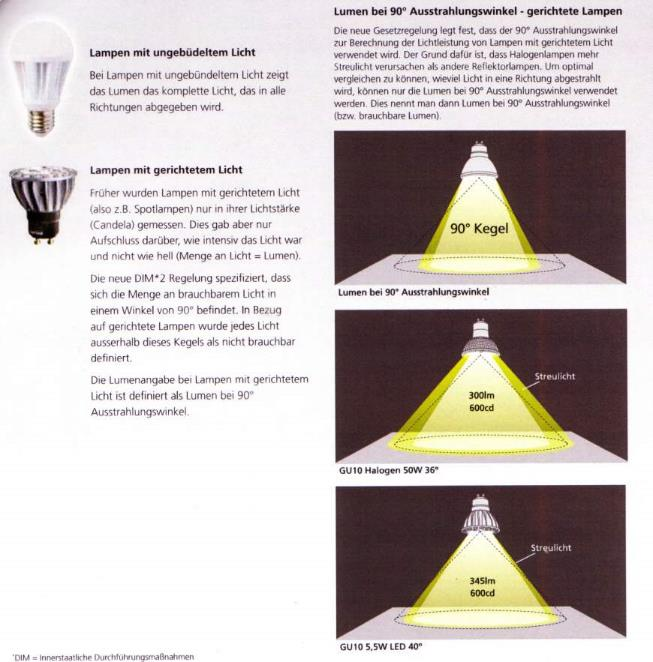 Lampen mit ungebüdeltem Licht
Bei Lampen mit ungebündeltem Licht zeigt
das Lumen das komplette Licht, das in alle
Richtungen abgegeben wird.
Lampen mit gerichtetem Licht
Früher wurden Lampen mit gerichtetem Licht
(also z.B. Spotlampen) nur in ihrer Lichtstärke
(Candela) gemessen. Dies gab aber nur
Aufschluss darüber, wie intensiv das Licht war
und nicht wie hell (Menge an Licht = Lumen).
Die neue DIM*2 Regelung spezifiziert, dass
sich die Menge an brauchbarem Licht in
einem Winkel von 90° befindet. In Bezug
auf gerichtete Lampen wurde jedes Licht
ausserhalb dieses Kegels als nicht brauchbar
definiert.
Die Lumenangabe bei Lampen mit gerichtetem
Licht ist definiert als Lumen bei 90°
Ausstrahlungswinkel.
*DIM = Innerstaatliche Durchführungsmaßnahmen
Lumen bei 90° Ausstrahlungswinkel - gerichtete Lampen
Die neue Gesetzregelung legt fest, dass der 90° Ausstrahlungswinkel
zur Berechnung der Lichtleistung von Lampen mit gerichtetem Licht
verwendet wird. Der Grund dafür ist, dass Halogenlampen mehr
Streulicht verursachen als andere Reflektorlampen. Um optimal
vergleichen zu können, wieviel Licht in eine Richtung abgestrahlt
wird, können nur die Lumen bei 90° Ausstrahlungswinkel verwendet
werden. Dies nennt man dann Lumen bei 90° Ausstrahlungswinkel
(bzw. brauchbare Lumen).
90° Kegel
Lumen bei 90° Ausstrahlungswinkel
Streulicht
300lm
600cd
GU10 Halogen 50W 36°
Streulicht
345lm
600cd
GU10 5,5W LED 40°